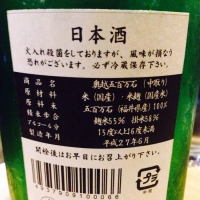 日本酒
火入れ殺菌をしておりますが、風味が損なう
恐れがございます。必ず冷蔵保存下さい。
商品名 奥越五百万石(中取り)
原材料 米(国産)・米麹(国産米)
原料米 五百万石(福井県産)100%
精米歩合 麹米55% 掛米58%
アルコール分 15度以上16度未満
製造年月 平成27年6月
開栓後はお早目にお召し上がり下さい。
4937909100066